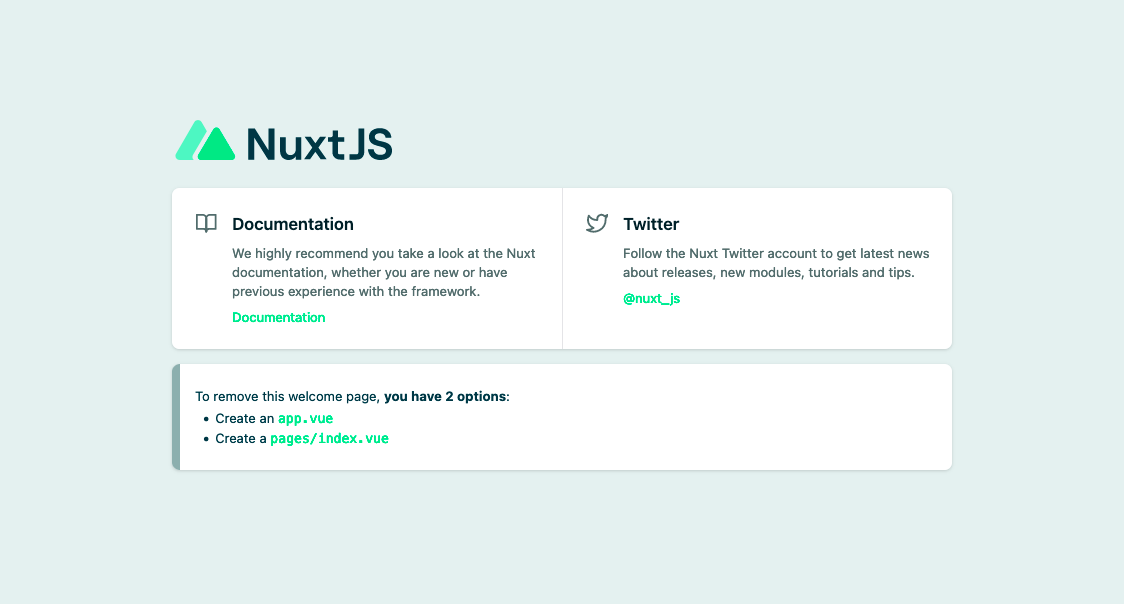 NuxtJS
Documentation
We highly recommend you take a look at the Nuxt
documentation, whether you are new or have
previous experience with the framework.
Documentation
Twitter
Follow the Nuxt Twitter account to get latest news
about releases, new modules, tutorials and tips.
@nuxt_js
To remove this welcome page, you have 2 options:
• Create an app.vue
• Create a pages/index.vue